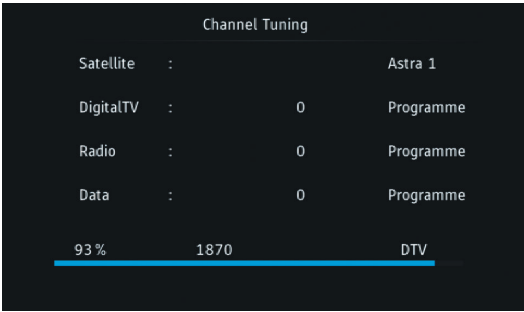 Channel Tuning
Satellite : Astra 1
DigitalTV : 0 Programme
Radio : 0 Programme
Data : 0 Programme
93% 1870 DTV